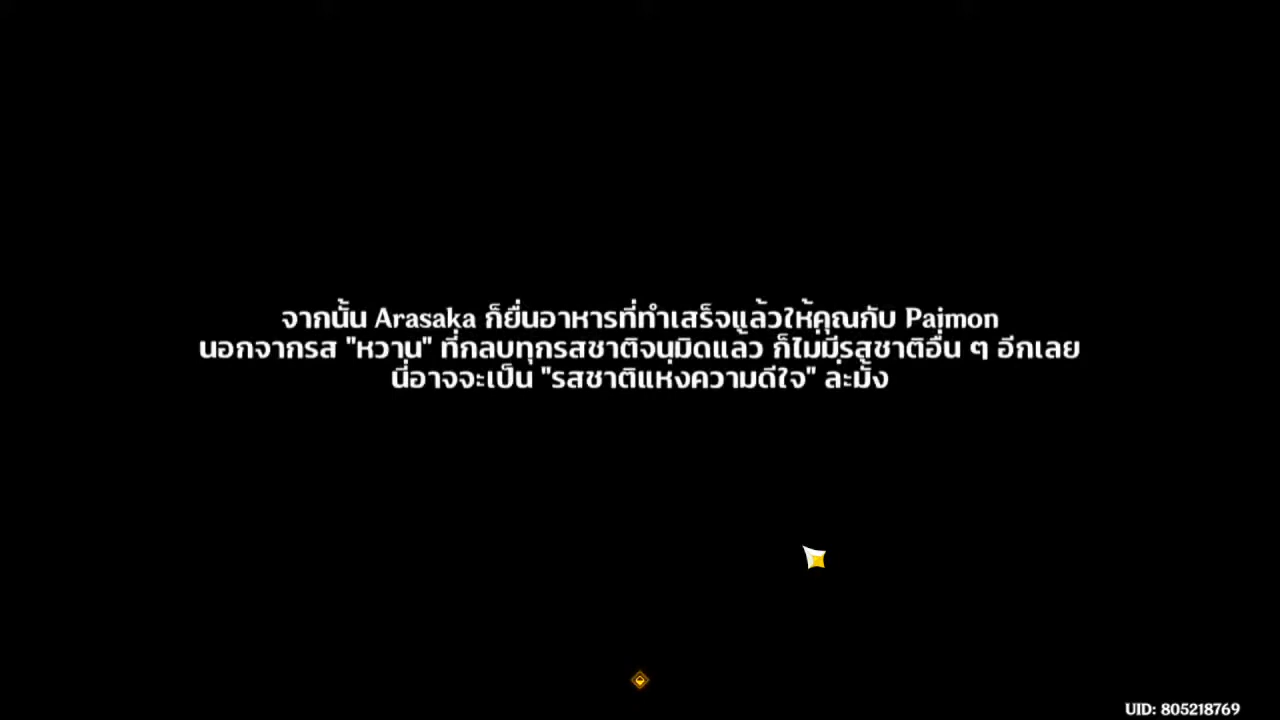 จากนั้น Arasaka ก็ยื่นอาหารที่ทำเสร็จแล้วให้คุณกับ Paimon
นอกจากรส "หวาน" ที่กลบทุกรสชาติจนมิดแล้ว ก็ไม่มีรสชาติอื่น ๆ อีกเลย
นี่อาจจะเป็น "รสชาติแห่งความดีใจ" ล่ะมั้ง
UID: 805218769